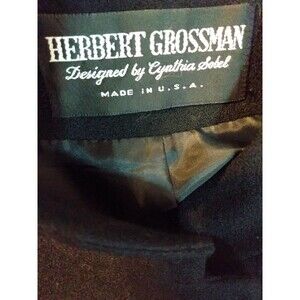 HERBERT GROSSMAN
Designed by Cynthia Sobel
MADE IN U.S.A.